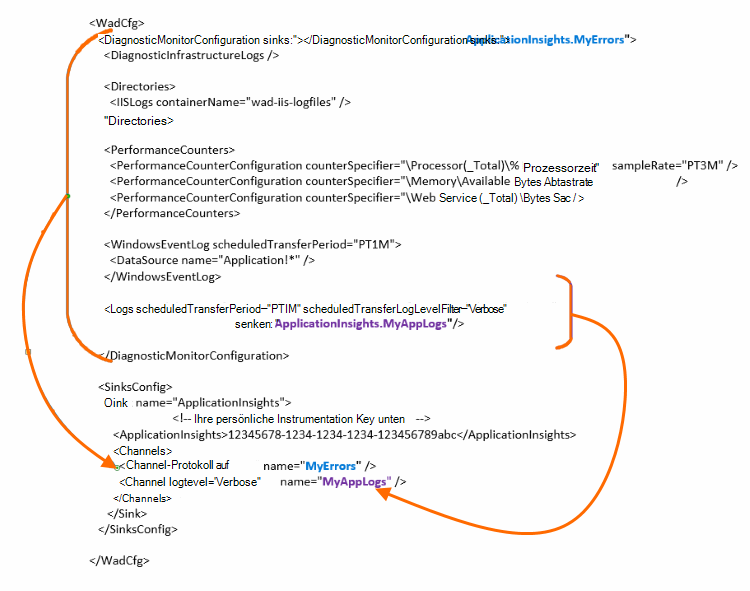 <WadCfg>
<DiagnosticMonitorConfiguration sinks:"></DiagnosticMonitorConfiguration sinks:"> ApplicationInsights.MyErrors">
<DiagnosticInfrastructureLogs />
<Directories>
<IISLogs containerName="wad-iis-logfiles" />
"Directories>
<PerformanceCounters>
<PerformanceCounterConfiguration counterSpecifier="\Processor(_Total)\% Prozessorzeit" sampleRate="PT3M" />
<PerformanceCounterConfiguration counterSpecifier="\Memory\Available Bytes Abtastrate />
<PerformanceCounterConfiguration counterSpecifier="\Web Service (_Total) \Bytes Sac / >
</PerformanceCounters>
<WindowsEventLog scheduledTransferPeriod="PT1M">
<DataSource name="Application!*" />
</WindowsEventLog>
<Logs scheduledTransferPeriod="PTIM" scheduledTransferLogLevelFilter="Verbose"
senken: "ApplicationInsights.MyAppLogs"/>
</DiagnosticMonitorConfiguration>
<SinksConfig>
Oink name="ApplicationInsights">
<!-- Ihre persönliche Instrumentation Key unten -->
<ApplicationInsights>12345678-1234-1234-1234-123456789abc</ApplicationInsights>
<Channels>
<Channel-Protokoll auf name="MyErrors" />
<Channel logtevel="Verbose" name="MyAppLogs" />
</Channels>
</Sink>
</SinksConfig>
</WadCfg>